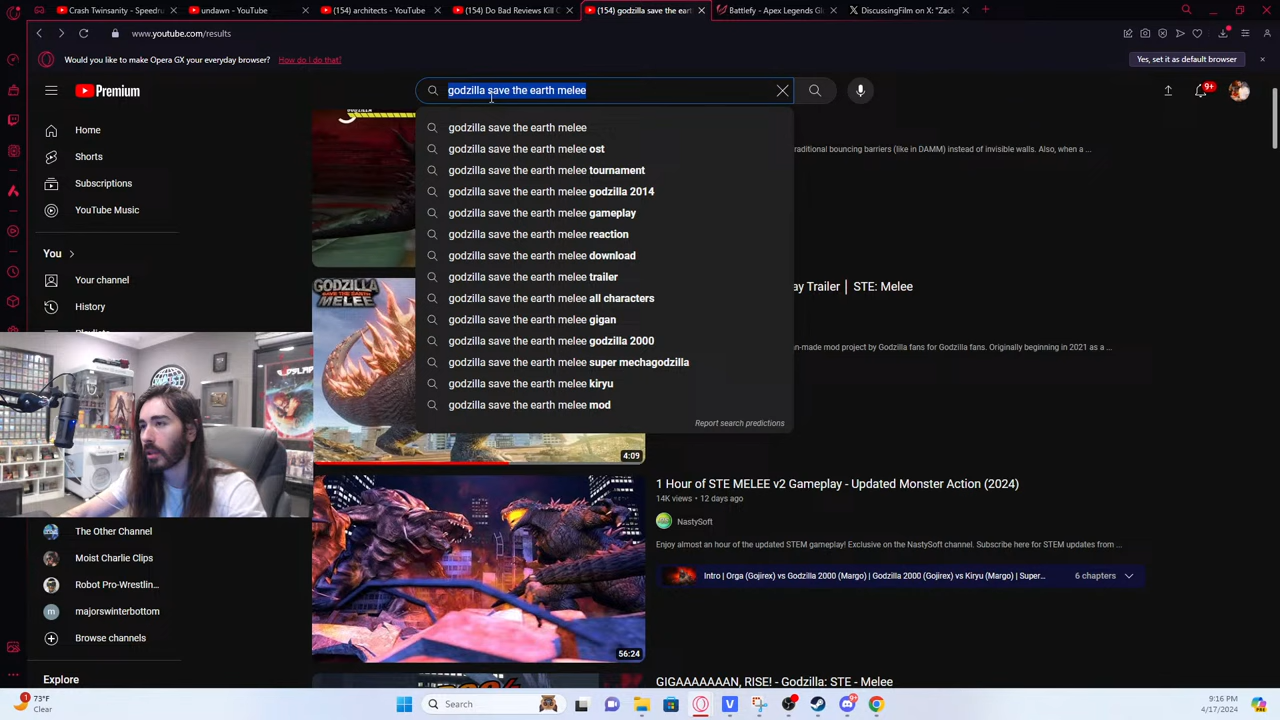 Crash Twinsanity - Speedru
undawn - YouTube
(154) architects - YouTube
(154) Do Bad Reviews Kill C
(154) godzilla save the eart
Battlefy - Apex Legends Gl
DiscussingFilm on X: "Zack
www.youtube.com/results
Would you like to make Opera GX your everyday browser? How do I do that!
Yes, set as default browser
Premium
godzilla save the earth melee
9+
Home
Shorts
Subscriptions
YouTube Music
You
Your channel
History
godzilla save the earth melee
godzilla save the earth melee ost
godzilla save the earth melee tournament
godzilla save the earth melee godzilla 2014
godzilla save the earth melee gameplay
godzilla save the earth melee reaction
godzilla save the earth melee download
godzilla save the earth melee trailer
godzilla save the earth melee all characters
godzilla save the earth melee gigan
godzilla save the earth melee godzilla 2000
godzilla save the earth melee super mechagodzilla
godzilla save the earth melee kiryu
godzilla save the earth melee mod
Report search predictions
raditional bouncing barriers (like in DAMM) instead of invisible walls. Also, when a ...
ay Trailer | STE: Melee
an-made mod project by Godzilla fans for Godzilla fans. Originally beginning in 2021 as a ...
GODZILLA
SAVE THE EARTH
MELEE
4:09
1 Hour of STE MELEE v2 Gameplay - Updated Monster Action (2024)
14K views • 12 days ago
NastySoft
Enjoy almost an hour of the updated STEM gameplay! Exclusive on the NastySoft channel. Subscribe here for STEM updates from ...
Intro | Orga (Gojirex) vs Godzilla 2000 (Margo) | Godzilla 2000 (Gojirex) vs Kiryu (Margo) | Super...
6 chapters
56:24
GIGAAAAAAN, RISE! - Godzilla: STE - Melee
The Other Channel
Moist Charlie Clips
Robot Pro-Wrestlin...
majorswinterbottom
Browse channels
Explore
1
73°F
Clear
Search
9+
9:16 PM
4/17/2024